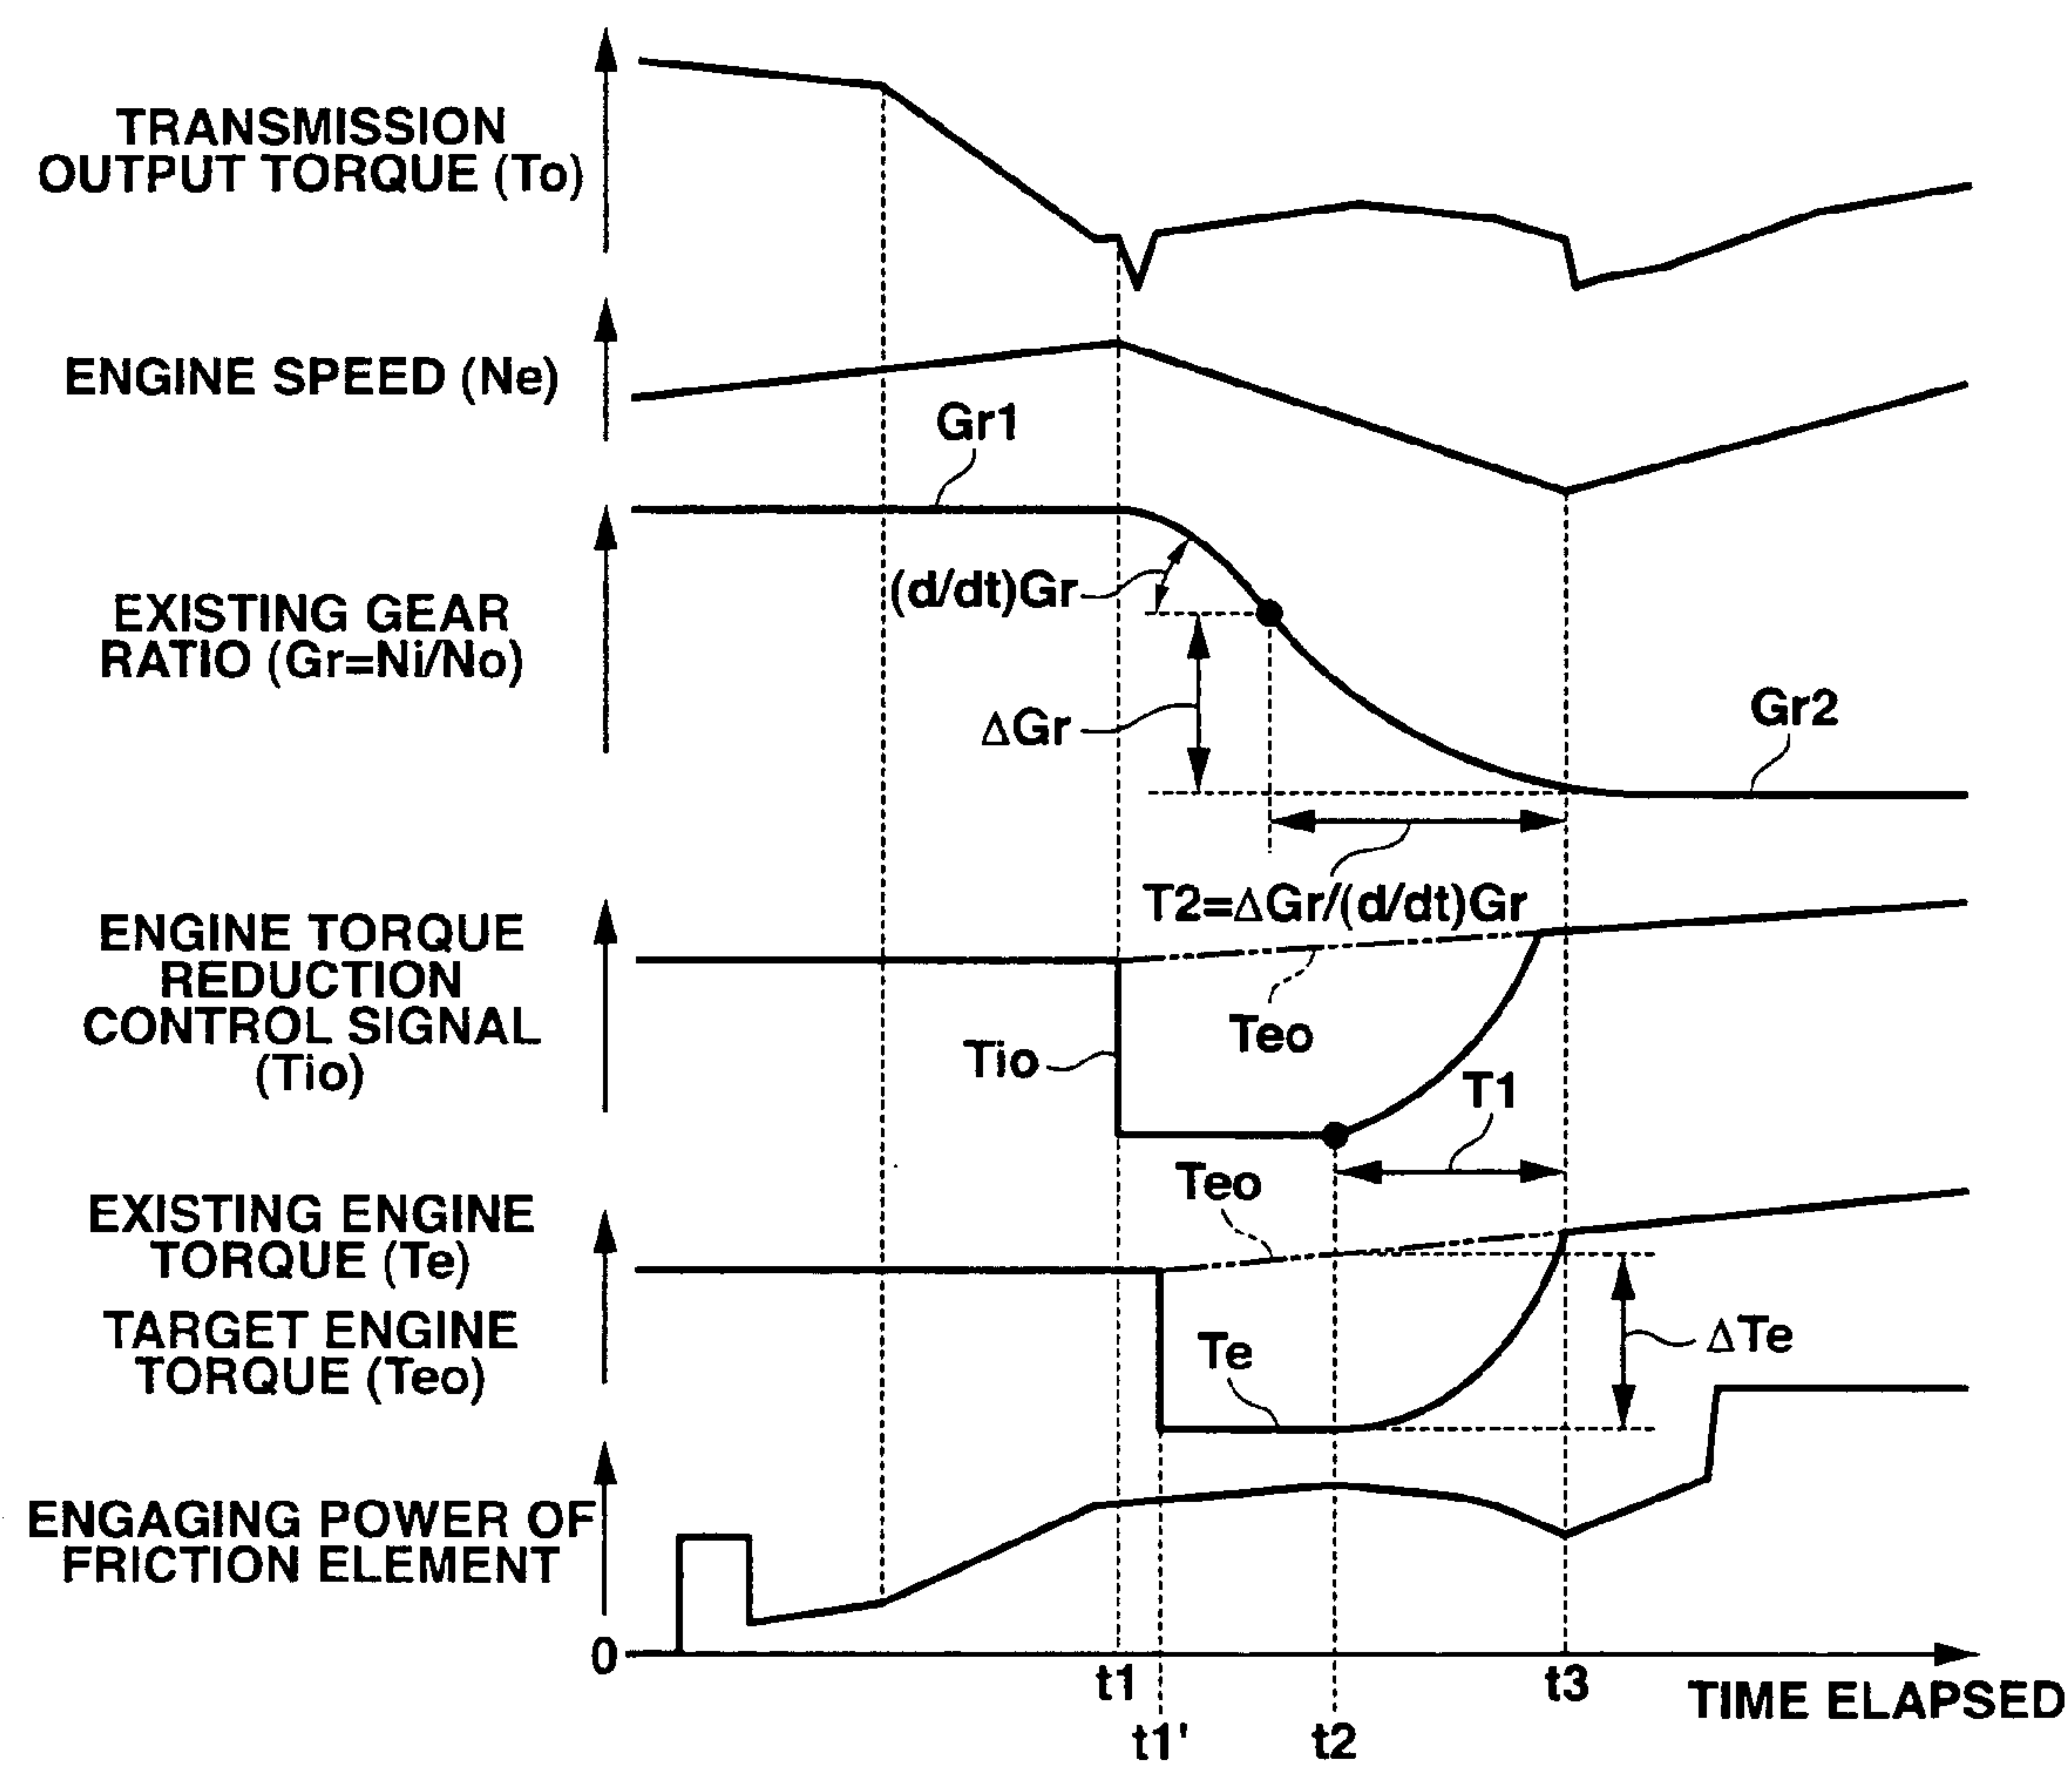 TRANSMISSION
OUTPUT TORQUE (To)
ENGINE SPEED (Ne)
Gr1
(d/dt)Gr
EXISTING GEAR
RATIO (Gr=Ni/No)
ΔGr
Gr2
T2=ΔGr/(d/dt)Gr
ENGINE TORQUE
REDUCTION
CONTROL SIGNAL
(Tio)
Teo
Tio
T1
Teo
EXISTING ENGINE
TORQUE (Te)
TARGET ENGINE
TORQUE (Teo)
Te
ΔTe
ENGAGING POWER OF
FRICTION ELEMENT
0
t1
t3
TIME ELAPSED
t1'
t2